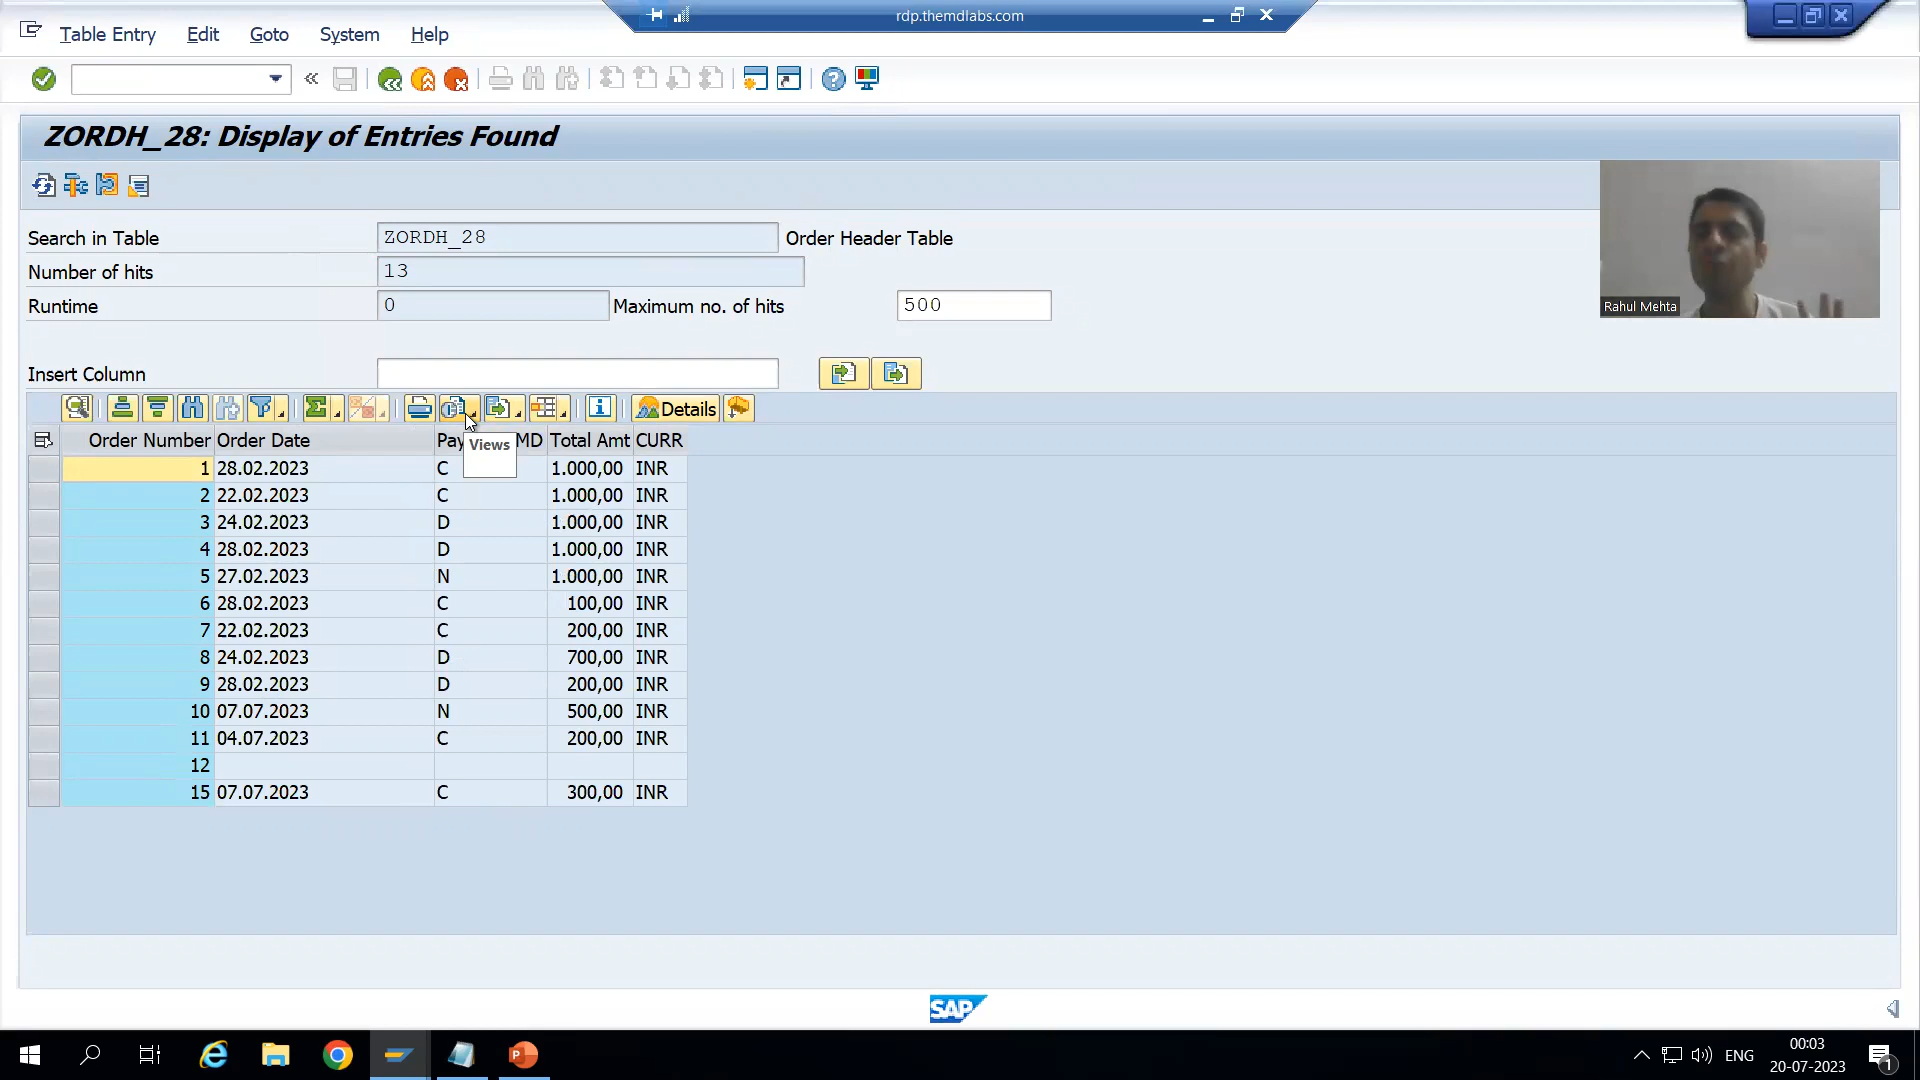 rdp.themdlabs.com
Table Entry Edit Goto System Help
ZORDH_28: Display of Entries Found
Search in Table ZORDH_28 Order Header Table
Number of hits 13
Runtime 0 Maximum no. of hits 500
Rahul Mehta
Insert Column
Details
Order Number Order Date Pay MD Total Amt CURR
Views
1 28.02.2023 C 1.000,00 INR
2 22.02.2023 C 1.000,00 INR
3 24.02.2023 D 1.000,00 INR
4 28.02.2023 D 1.000,00 INR
5 27.02.2023 N 1.000,00 INR
6 28.02.2023 C 100,00 INR
7 22.02.2023 C 200,00 INR
8 24.02.2023 D 700,00 INR
9 28.02.2023 D 200,00 INR
10 07.07.2023 N 500,00 INR
11 04.07.2023 C 200,00 INR
12
15 07.07.2023 C 300,00 INR
SAP
ENG 00:03
20-07-2023 1